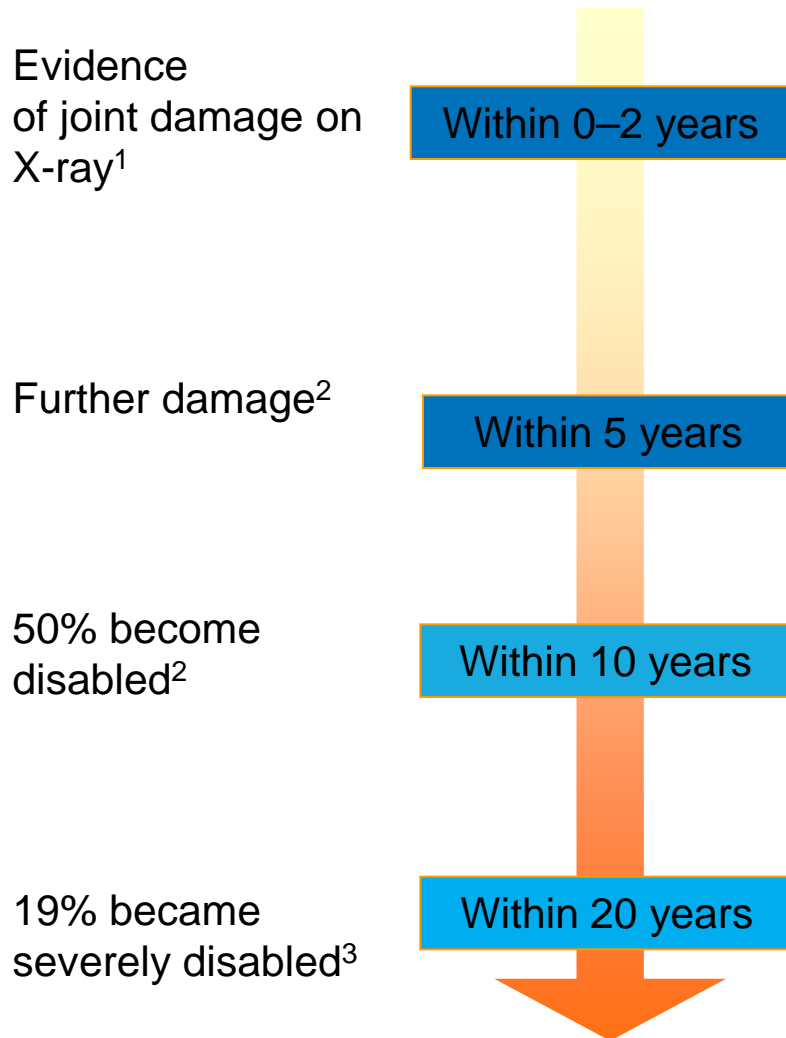 Evidence
of joint damage on
X-ray¹
Within 0–2 years
Further damage²
Within 5 years
50% become
disabled²
Within 10 years
19% became
severely disabled³
Within 20 years